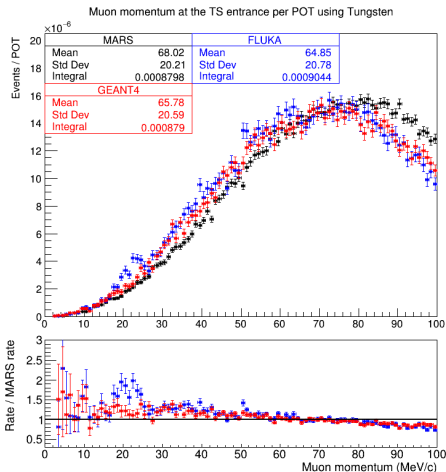 Muon momentum at the TS entrance per POT using Tungsten
×10⁻⁶
Events / POT
20
18
16
14
12
10
8
6
4
2
0
MARS
Mean 68.02
Std Dev 20.21
Integral 0.0008798
FLUKA
Mean 64.85
Std Dev 20.78
Integral 0.0009044
GEANT4
Mean 65.78
Std Dev 20.59
Integral 0.000879
0 10 20 30 40 50 60 70 80 90 100
Rate / MARS rate
3
2.5
2
1.5
1
0.5
0 10 20 30 40 50 60 70 80 90 100
Muon momentum (MeV/c)